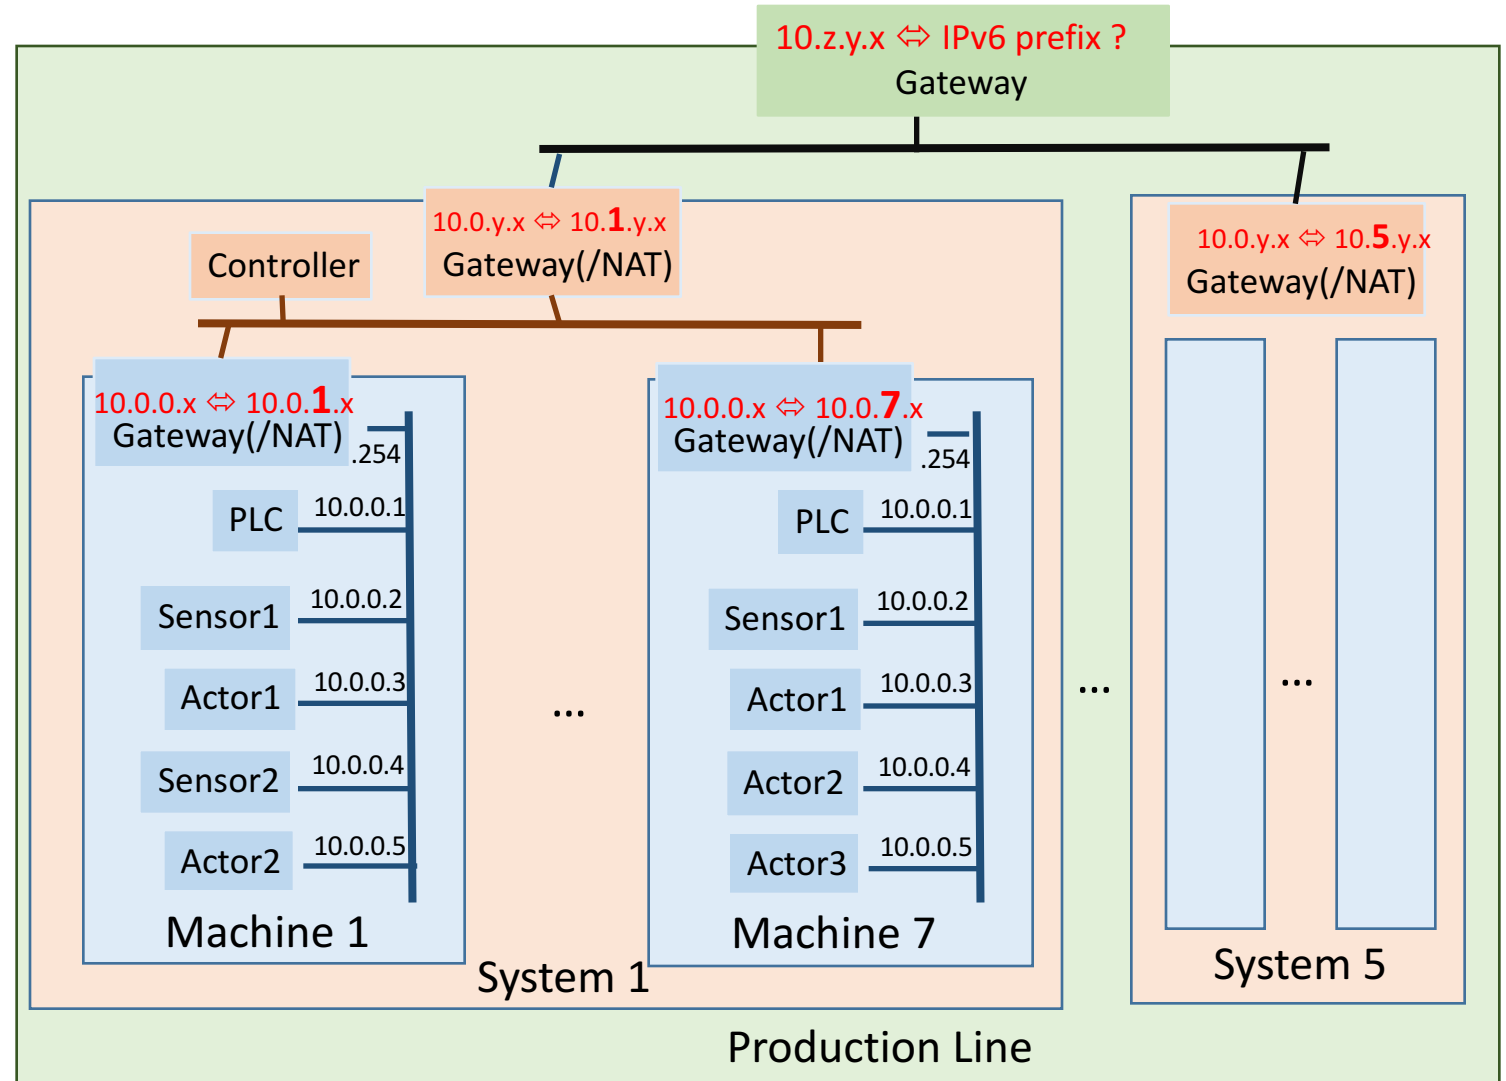 10.z.y.x ⬄ IPv6 prefix ?
Gateway
10.0.y.x ⬄ 10.1.y.x
Gateway(/NAT)
10.0.y.x ⬄ 10.5.y.x
Gateway(/NAT)
Controller
10.0.0.x ⬄ 10.0.1.x
Gateway(/NAT)
.254
PLC
10.0.0.1
Sensor1
10.0.0.2
Actor1
10.0.0.3
Sensor2
10.0.0.4
Actor2
10.0.0.5
Machine 1
...
10.0.0.x ⬄ 10.0.7.x
Gateway(/NAT)
.254
PLC
10.0.0.1
Sensor1
10.0.0.2
Actor1
10.0.0.3
Actor2
10.0.0.4
Actor3
10.0.0.5
Machine 7
System 1
...
...
System 5
Production Line